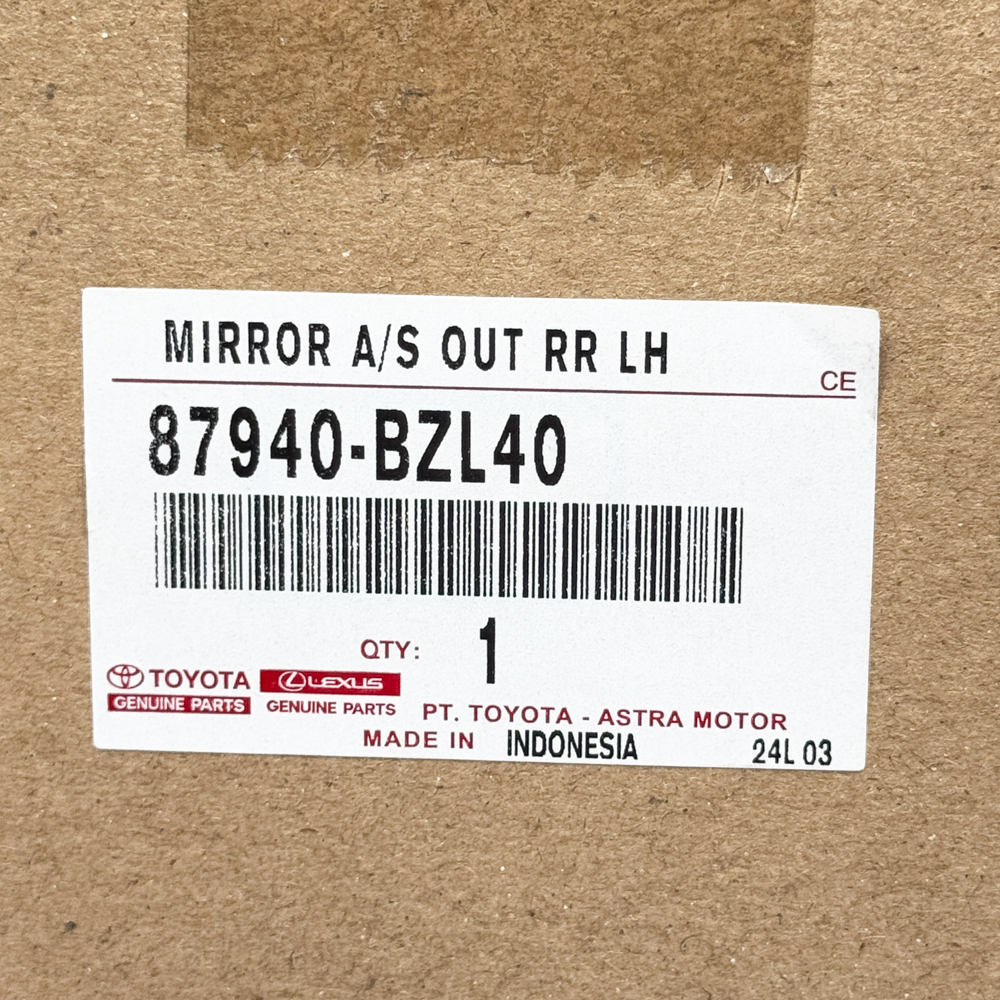 MIRROR A/S OUT RR LH
CE
87940-BZL40
QTY: 1
TOYOTA LEXUS
GENUINE PARTS GENUINE PARTS
PT. TOYOTA - ASTRA MOTOR
MADE IN INDONESIA 24L 03